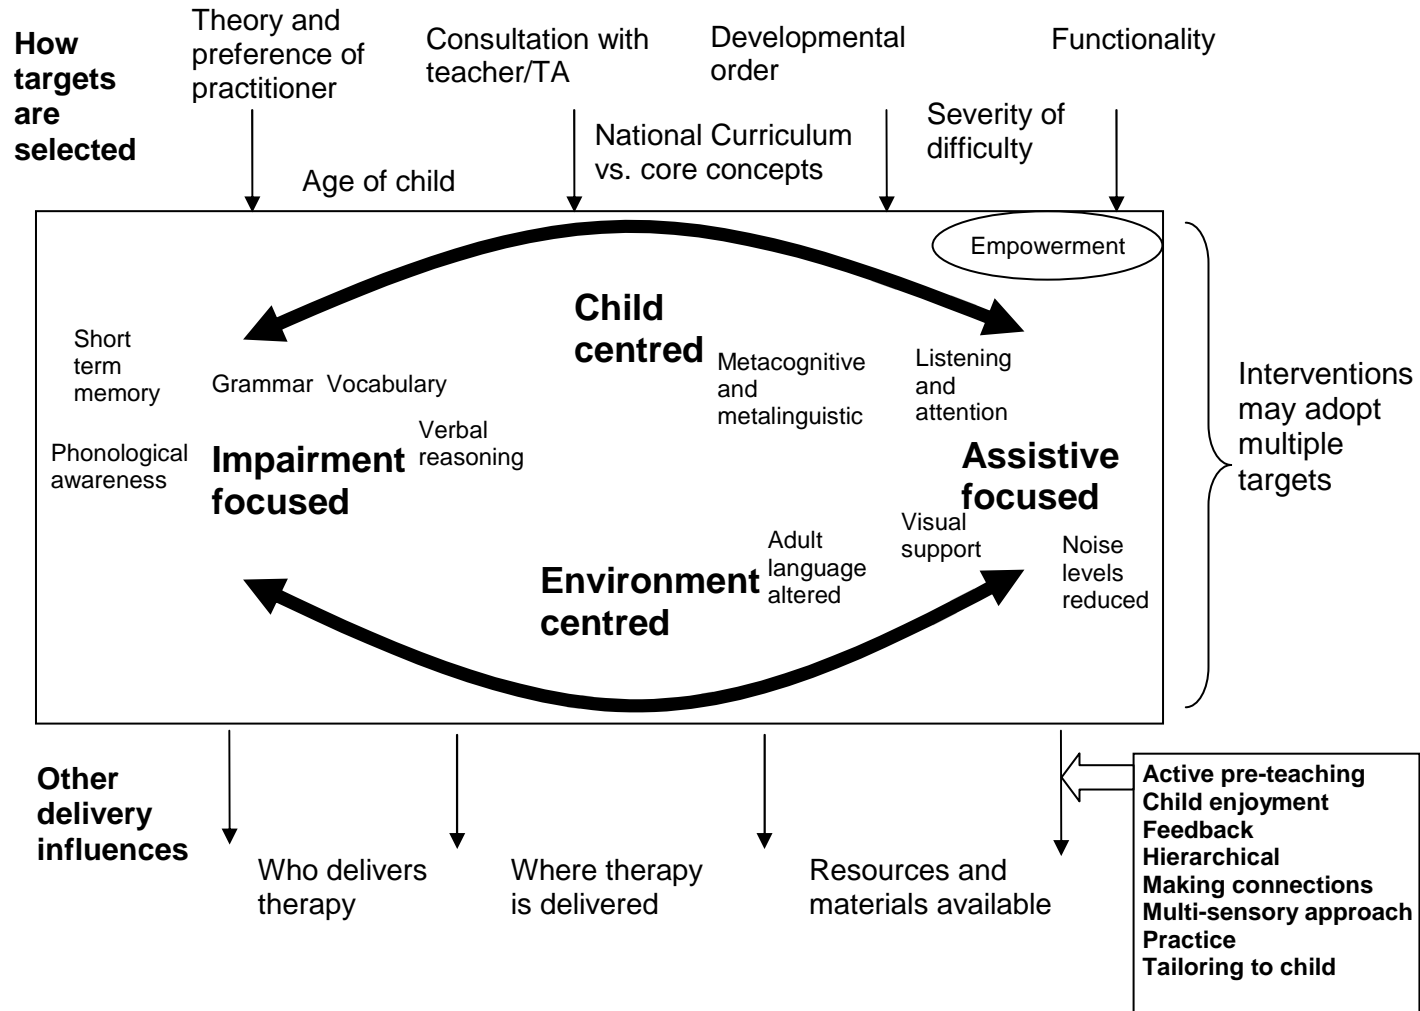 How
targets
are
selected
Theory and
preference of
practitioner
Consultation with
teacher/TA
Developmental
order
Functionality
Age of child
National Curriculum
vs. core concepts
Severity of
difficulty
Empowerment
Child
centred
Short
term
memory
Grammar
Vocabulary
Metacognitive
and
metalinguistic
Listening
and
attention
Phonological
awareness
Impairment
focused
Verbal
reasoning
Assistive
focused
Interventions
may adopt
multiple
targets
Environment
centred
Adult
language
altered
Visual
support
Noise
levels
reduced
Other
delivery
influences
Who delivers
therapy
Where therapy
is delivered
Resources and
materials available
Active pre-teaching
Child enjoyment
Feedback
Hierarchical
Making connections
Multi-sensory approach
Practice
Tailoring to child